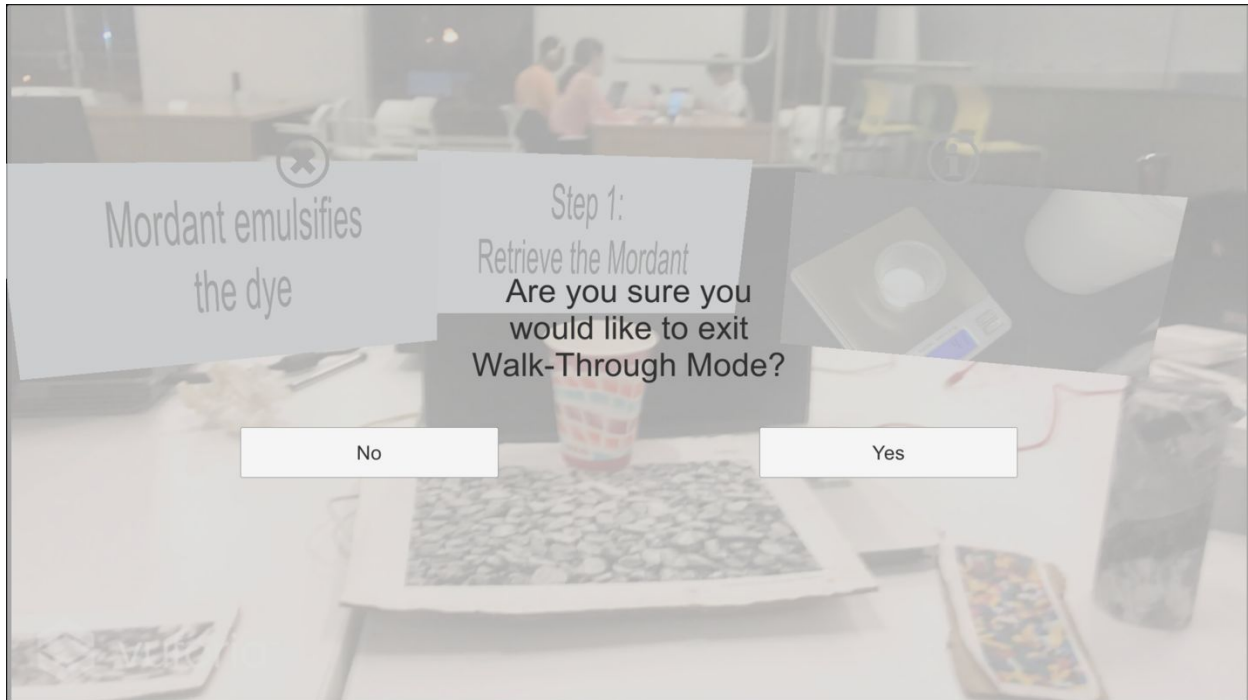 Mordant emulsifies
the dye
Step 1:
Retrieve the Mordant
Are you sure you
would like to exit
Walk-Through Mode?
No
Yes
vuforia